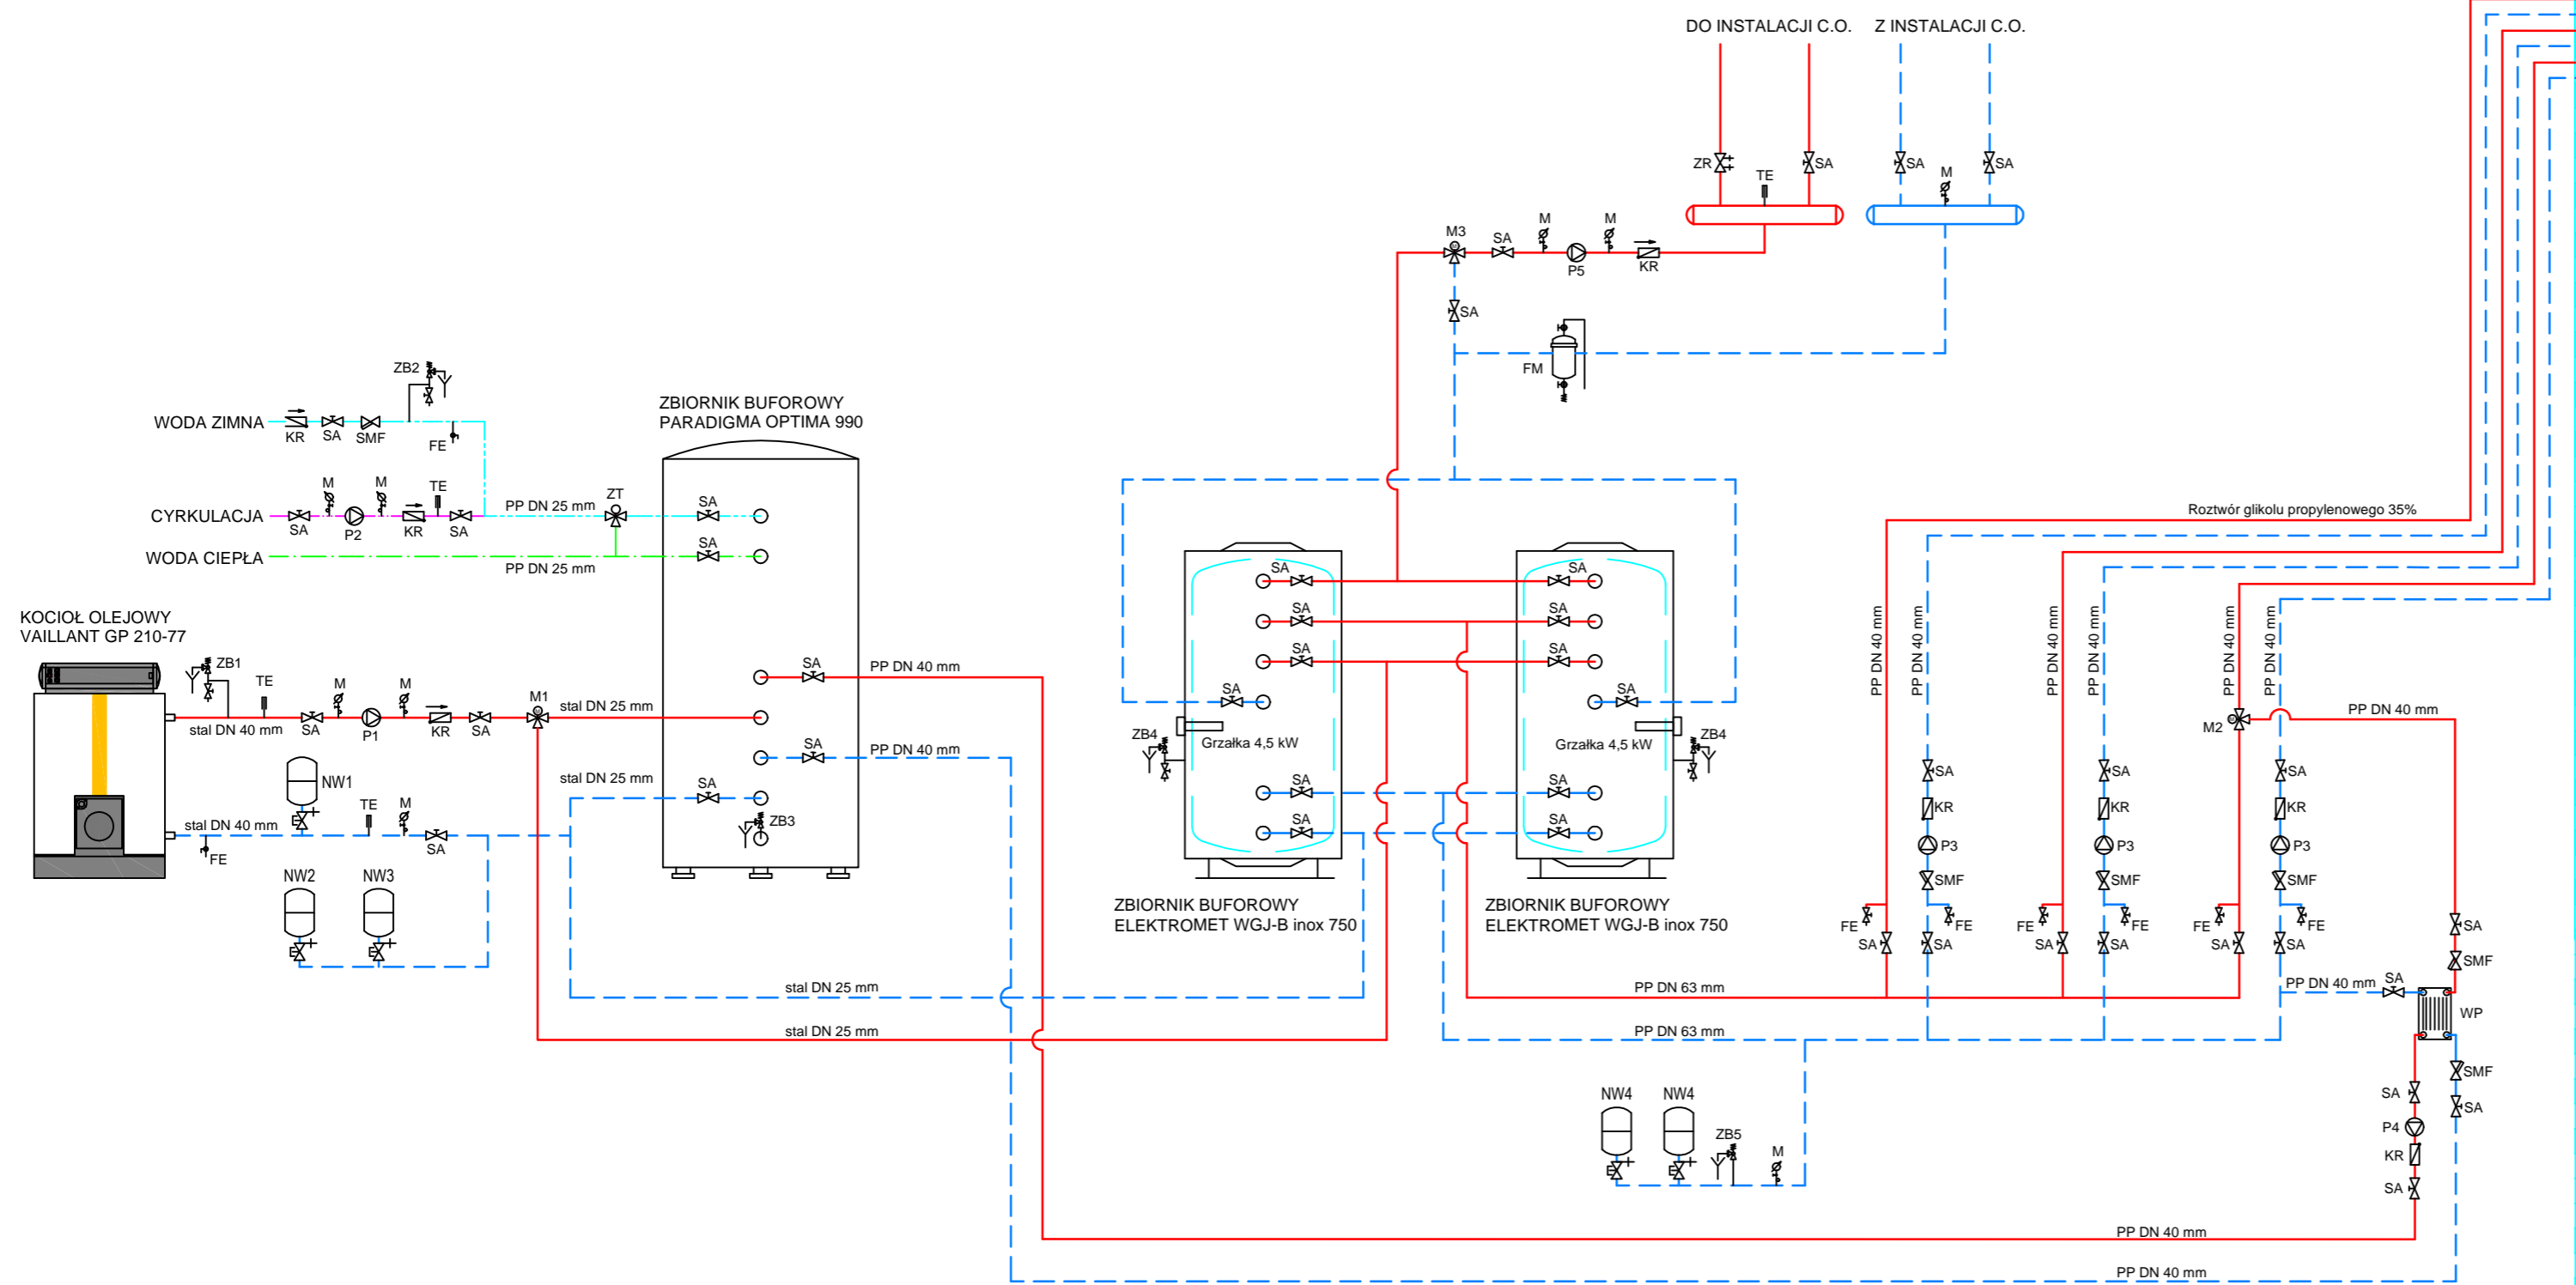 DO INSTALACJI C.O.
Z INSTALACJI C.O.
ZR
TE
SA
SA
M
SA
M3
SA
M
P5
M
KR
SA
FM
ZB2
WODA ZIMNA
KR
SA
SMF
FE
ZBIORNIK BUFOROWY
PARADIGMA OPTIMA 990
CYRKULACJA
SA
M
P2
M
KR
TE
SA
PP DN 25 mm
ZT
SA
WODA CIEPŁA
PP DN 25 mm
SA
KOCIOŁ OLEJOWY
VAILLANT GP 210-77
ZB1
TE
stal DN 40 mm
SA
M
P1
M
KR
SA
M1
stal DN 25 mm
SA
PP DN 40 mm
SA
PP DN 40 mm
stal DN 25 mm
SA
ZB3
NW1
stal DN 40 mm
FE
TE
M
SA
NW2
NW3
SA
SA
SA
SA
SA
SA
SA
SA
ZB4
Grzałka 4,5 kW
Grzałka 4,5 kW
ZB4
SA
SA
SA
SA
ZBIORNIK BUFOROWY
ELEKTROMET WGJ-B inox 750
ZBIORNIK BUFOROWY
ELEKTROMET WGJ-B inox 750
stal DN 25 mm
stal DN 25 mm
PP DN 63 mm
PP DN 63 mm
Roztwór glikolu propylenowego 35%
PP DN 40 mm
PP DN 40 mm
PP DN 40 mm
PP DN 40 mm
PP DN 40 mm
PP DN 40 mm
M2
PP DN 40 mm
SA
SA
SA
KR
KR
KR
P3
P3
P3
SMF
SMF
SMF
FE
FE
FE
FE
FE
FE
SA
SA
SA
SA
SA
SA
SA
SMF
PP DN 40 mm
SA
WP
SMF
SA
SA
P4
KR
SA
NW4
NW4
ZB5
M
PP DN 40 mm
PP DN 40 mm